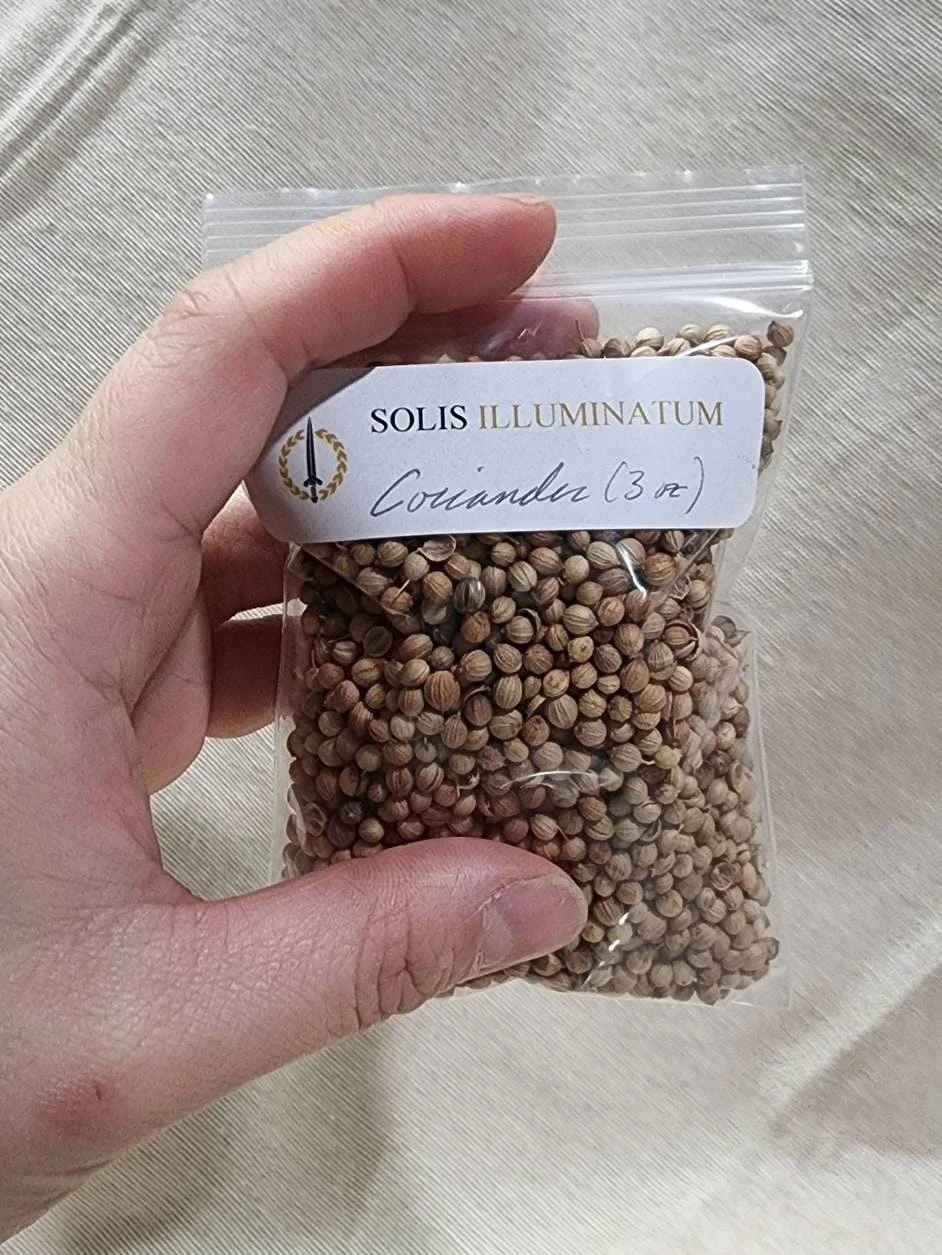 SOLIS ILLUMINATUM
Coriander (3 oz)